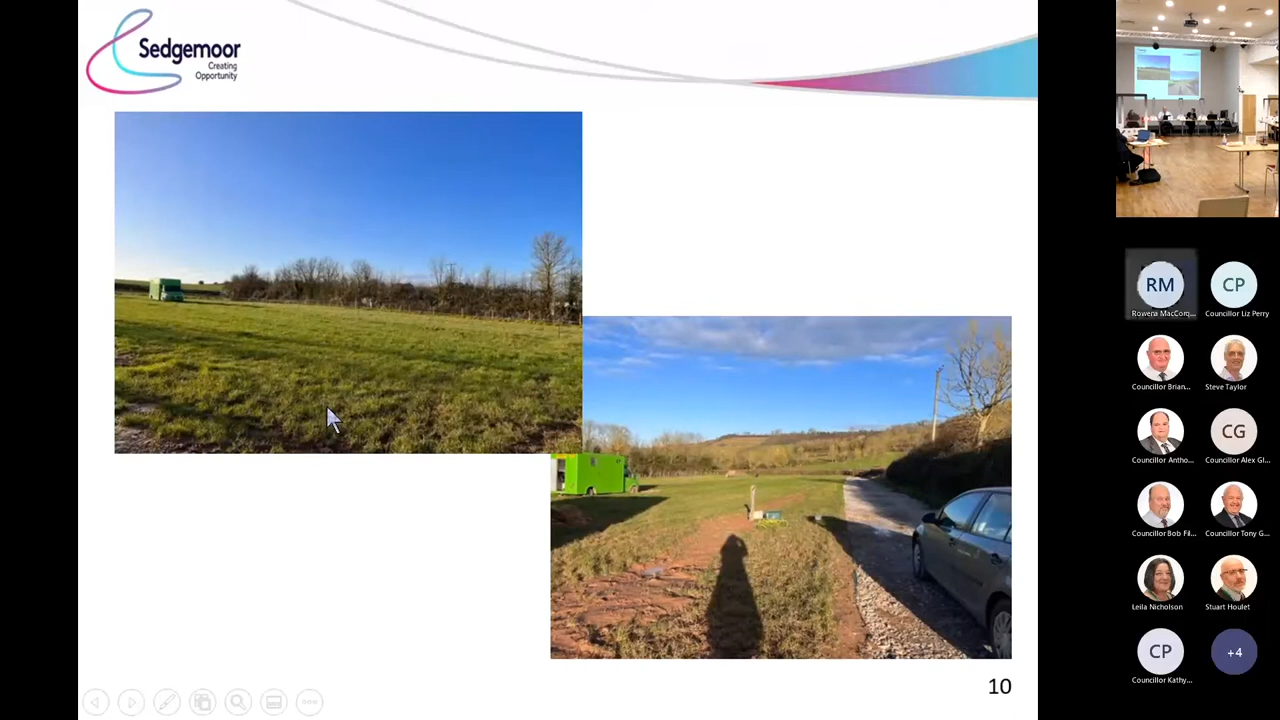 Sedgemoor
Creating
Opportunity
10
RM
Rowena MacCorq...
CP
Councillor Liz Perry
Councillor Brian...
Steve Taylor
Councillor Antho...
CG
Councillor Alex Gl...
Councillor Bob Fil...
Councillor Tony G...
Leila Nicholson
Stuart Houlet
CP
Councillor Kathy...
+4